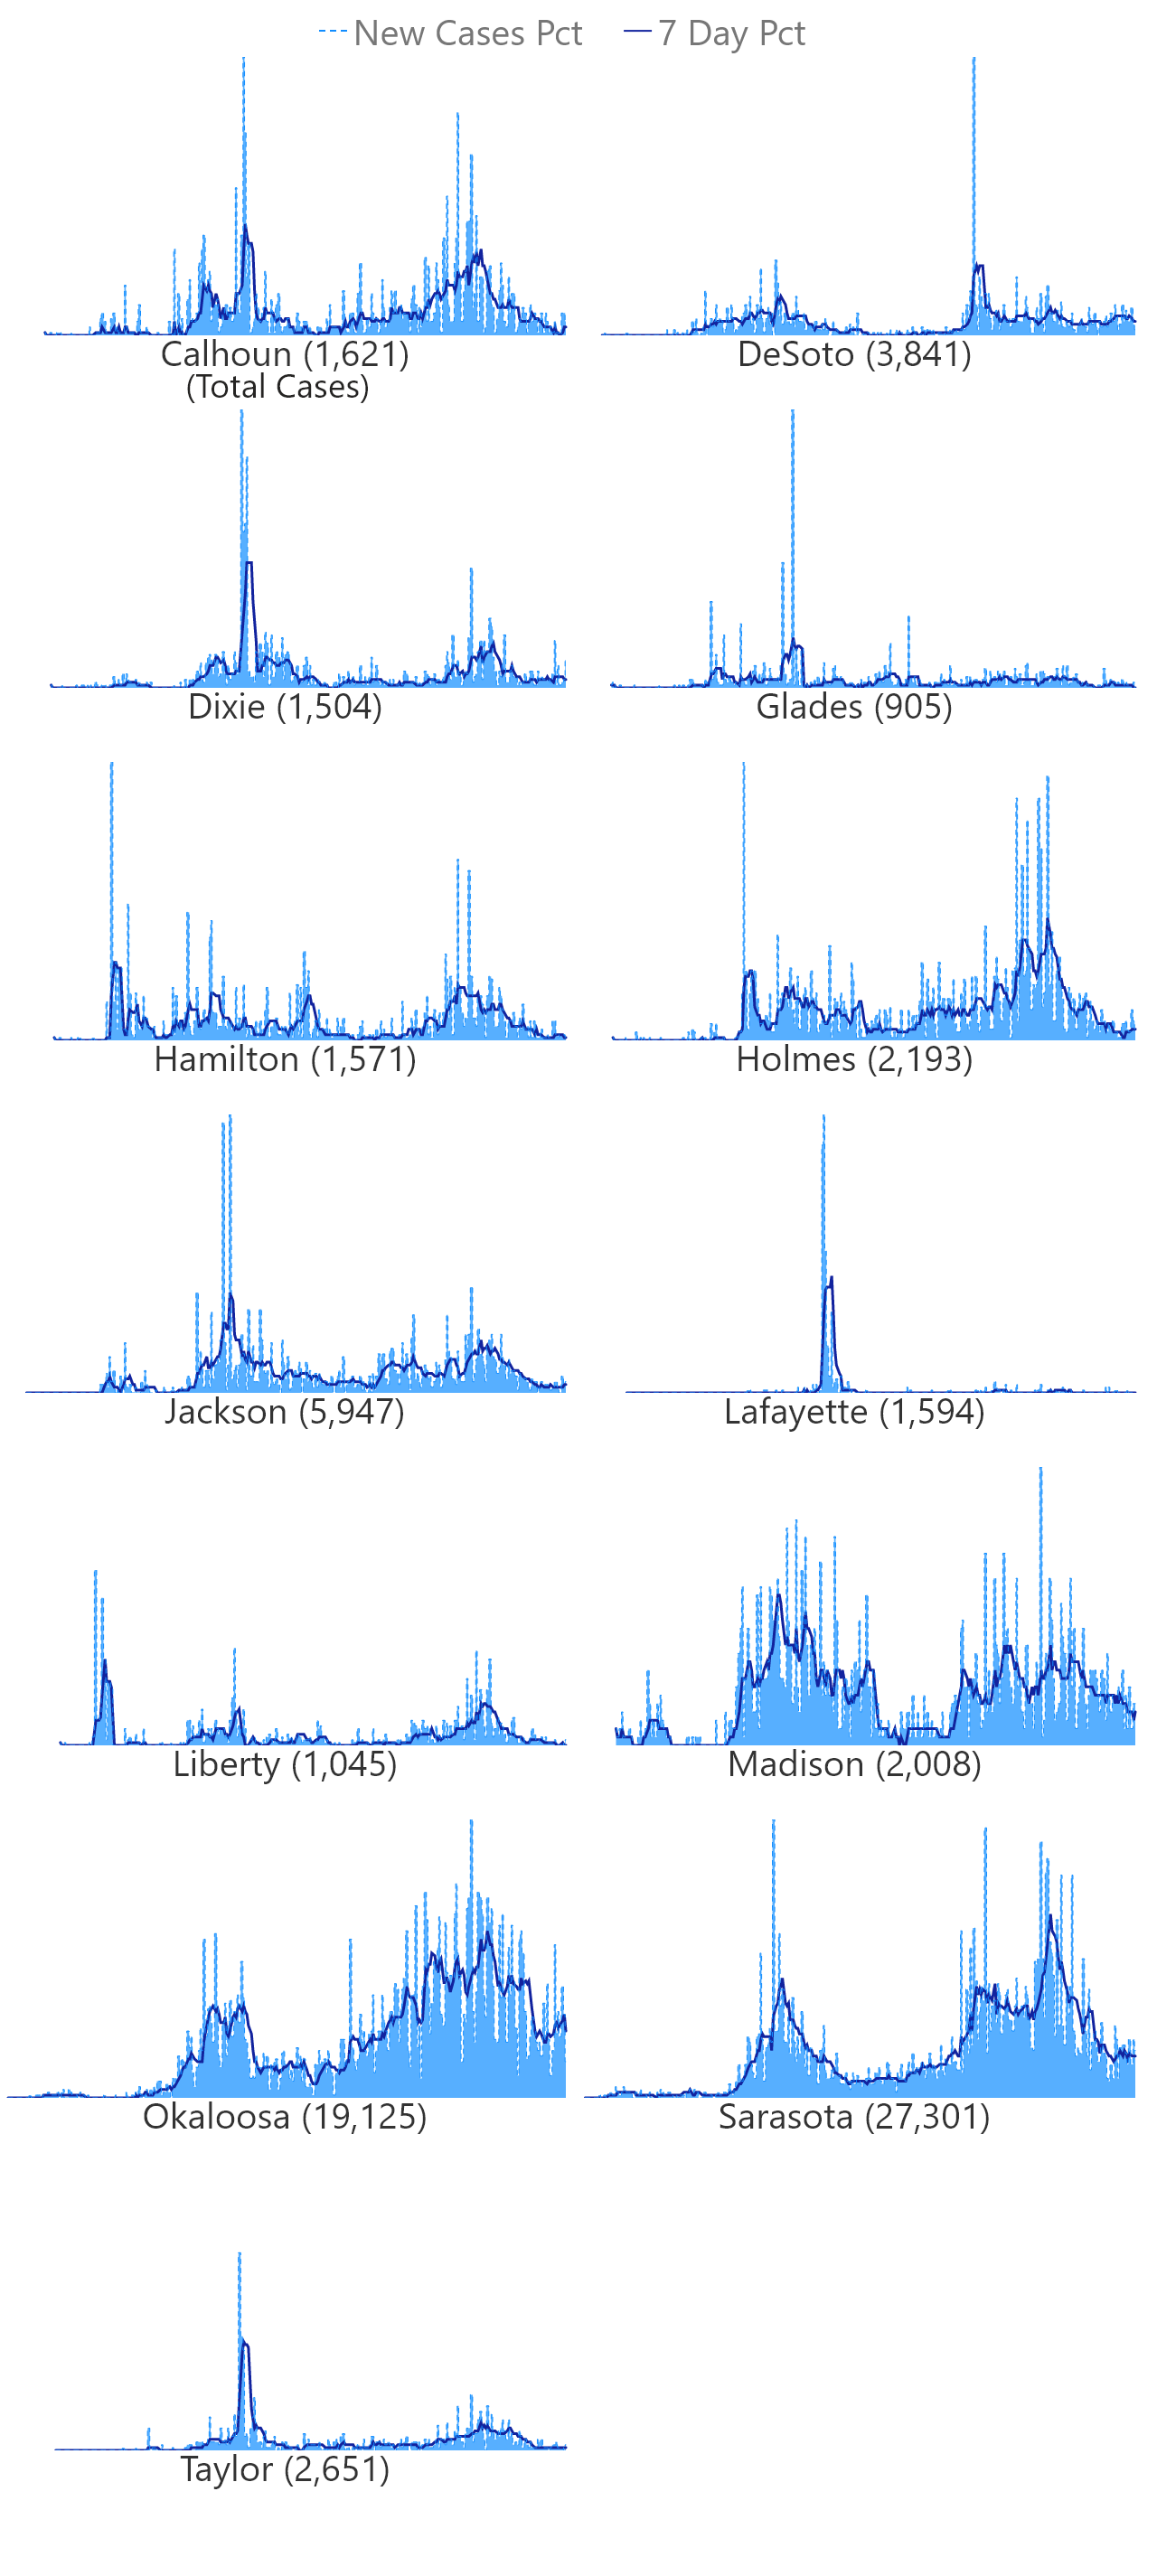 New Cases Pct 7 Day Pct
Calhoun (1,621)
(Total Cases)
DeSoto (3,841)
Dixie (1,504)
Glades (905)
Hamilton (1,571)
Holmes (2,193)
Jackson (5,947)
Lafayette (1,594)
Liberty (1,045)
Madison (2,008)
Okaloosa (19,125)
Sarasota (27,301)
Taylor (2,651)